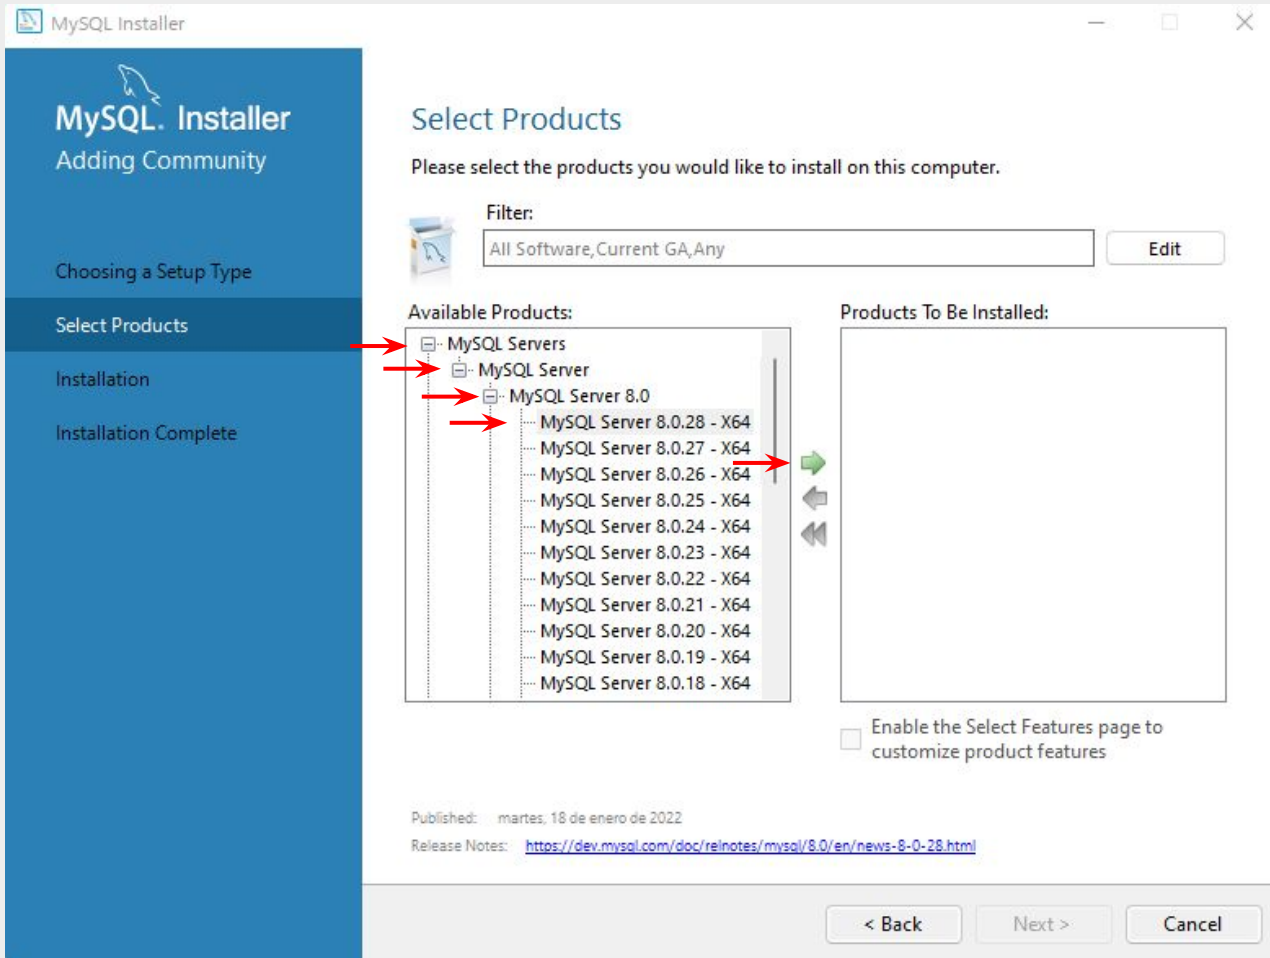 MySQL Installer
MySQL. Installer
Adding Community
Choosing a Setup Type
Select Products
Installation
Installation Complete
Select Products
Please select the products you would like to install on this computer.
Filter:
All Software,Current GA,Any
Edit
Available Products:
MySQL Servers
MySQL Server
MySQL Server 8.0
MySQL Server 8.0.28 - X64
MySQL Server 8.0.27 - X64
MySQL Server 8.0.26 - X64
MySQL Server 8.0.25 - X64
MySQL Server 8.0.24 - X64
MySQL Server 8.0.23 - X64
MySQL Server 8.0.22 - X64
MySQL Server 8.0.21 - X64
MySQL Server 8.0.20 - X64
MySQL Server 8.0.19 - X64
MySQL Server 8.0.18 - X64
Products To Be Installed:
Enable the Select Features page to
customize product features
Published: martes, 18 de enero de 2022
Release Notes: https://dev.mysql.com/doc/relnotes/mysql/8.0/en/news-8-0-28.html
< Back
Next >
Cancel